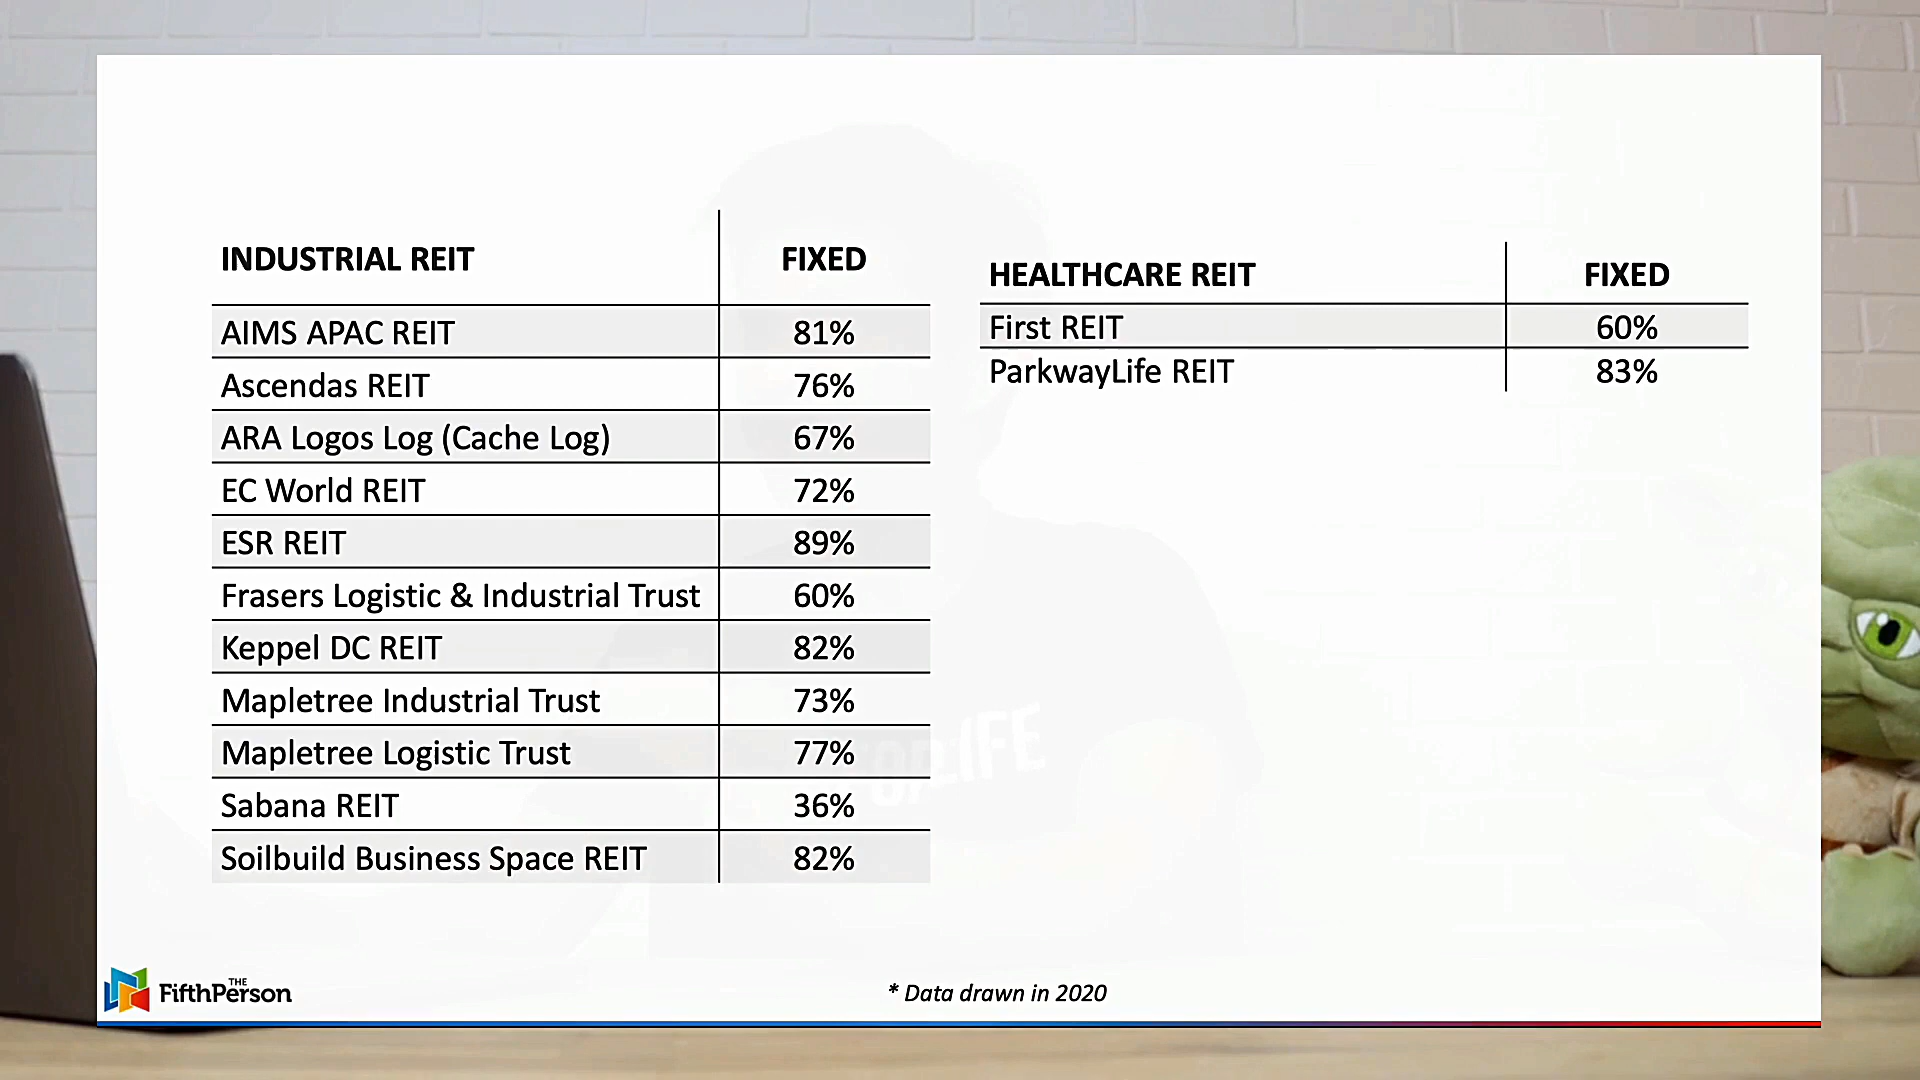 INDUSTRIAL REIT FIXED
AIMS APAC REIT 81%
Ascendas REIT 76%
ARA Logos Log (Cache Log) 67%
EC World REIT 72%
ESR REIT 89%
Frasers Logistic & Industrial Trust 60%
Keppel DC REIT 82%
Mapletree Industrial Trust 73%
Mapletree Logistic Trust 77%
Sabana REIT 36%
Soilbuild Business Space REIT 82%
HEALTHCARE REIT FIXED
First REIT 60%
ParkwayLife REIT 83%
THE
FifthPerson
* Data drawn in 2020